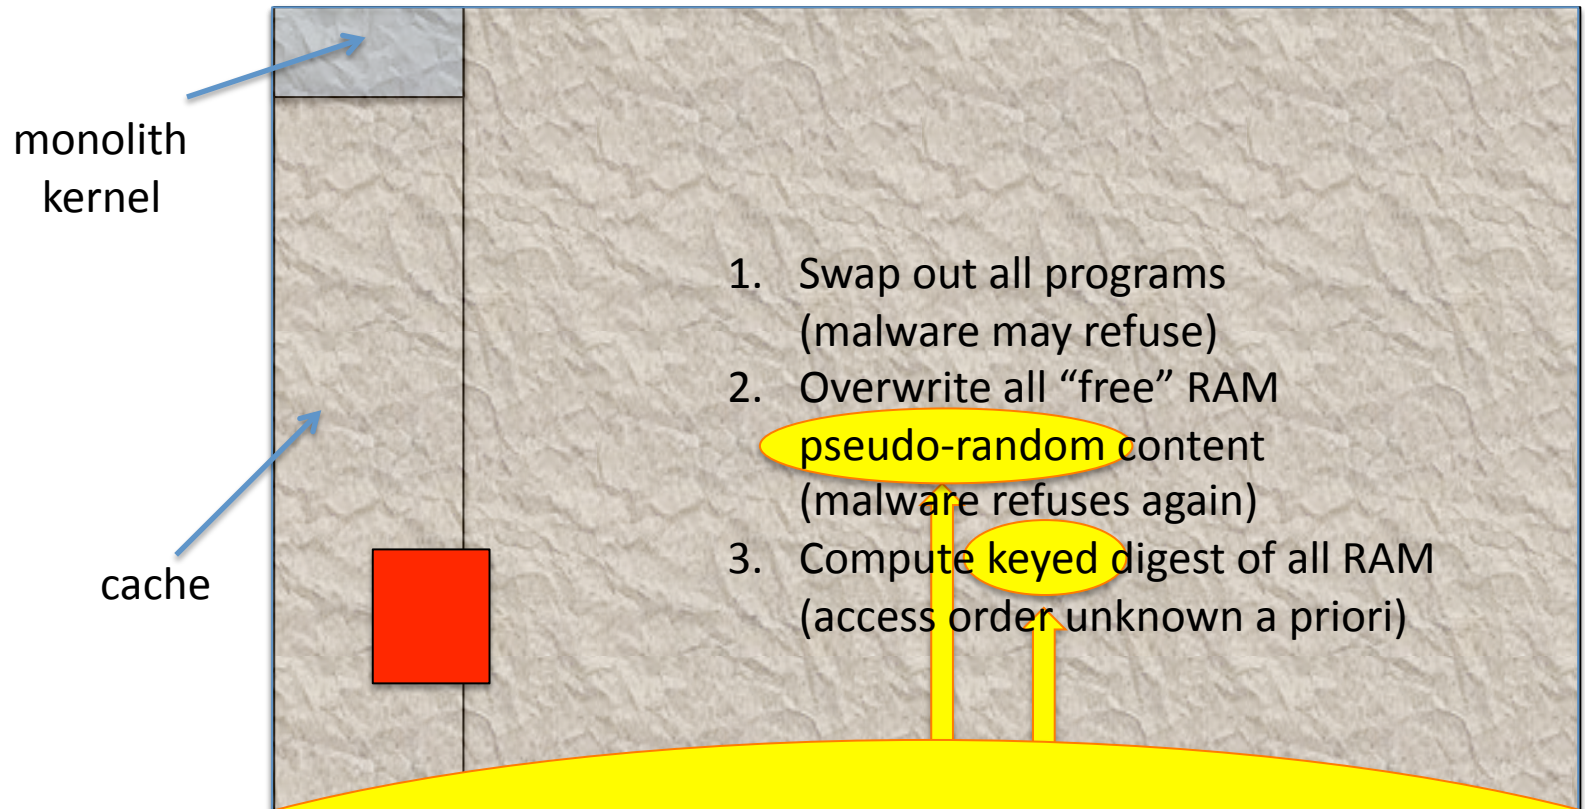 monolith
kernel
cache
1. Swap out all programs
(malware may refuse)
2. Overwrite all “free” RAM
pseudo-random content
(malware refuses again)
3. Compute keyed digest of all RAM
(access order unknown a priori)